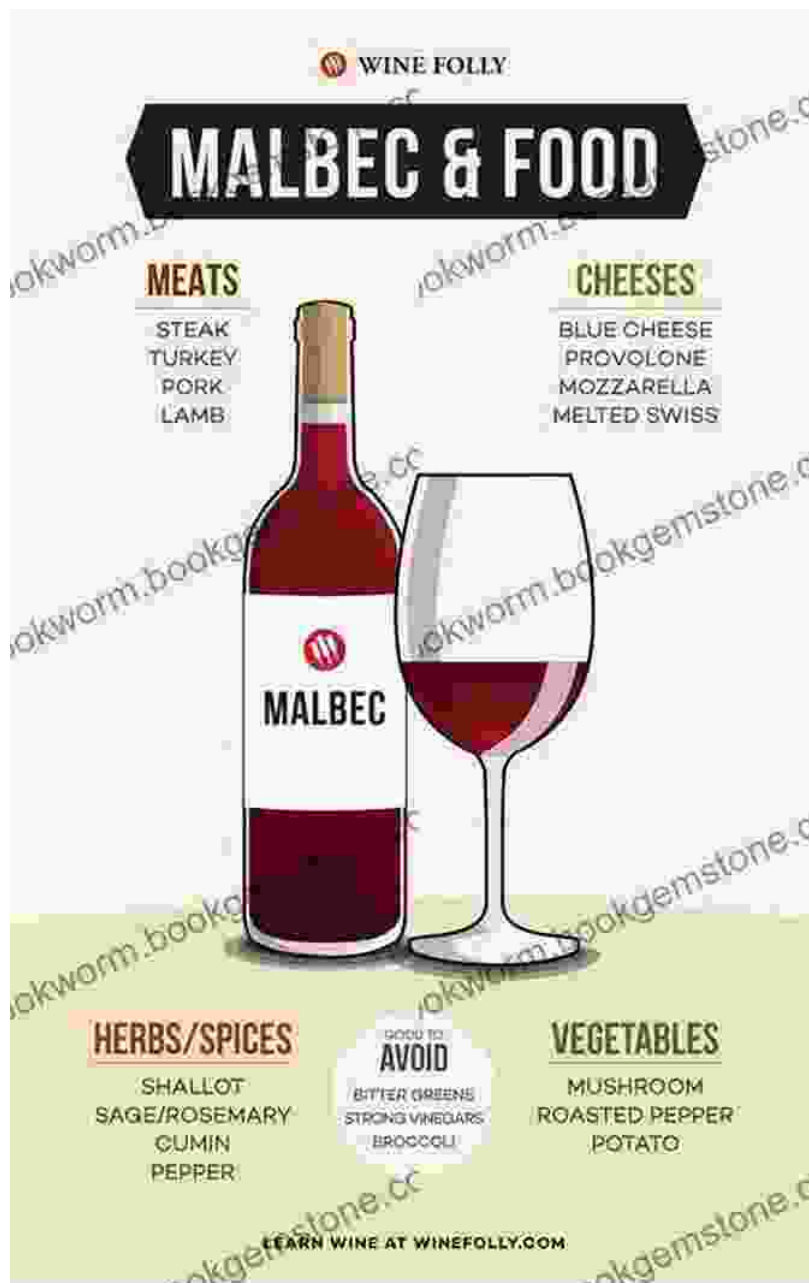 WINE FOLLY
MALBEC & FOOD
MEATS
STEAK
TURKEY
PORK
LAMB
CHEESES
BLUE CHEESE
PROVOLONE
MOZZARELLA
MELTED SWISS
MALBEC
HERBS/SPICES
SHALLOT
SAGE/ROSEMARY
CUMIN
PEPPER
GOOD TO
AVOID
BITTER GREENS
STRONG VINEGARS
BROCCOLI
VEGETABLES
MUSHROOM
ROASTED PEPPER
POTATO
LEARN WINE AT WINEFOLLY.COM
ookworm.bookgemstone.c